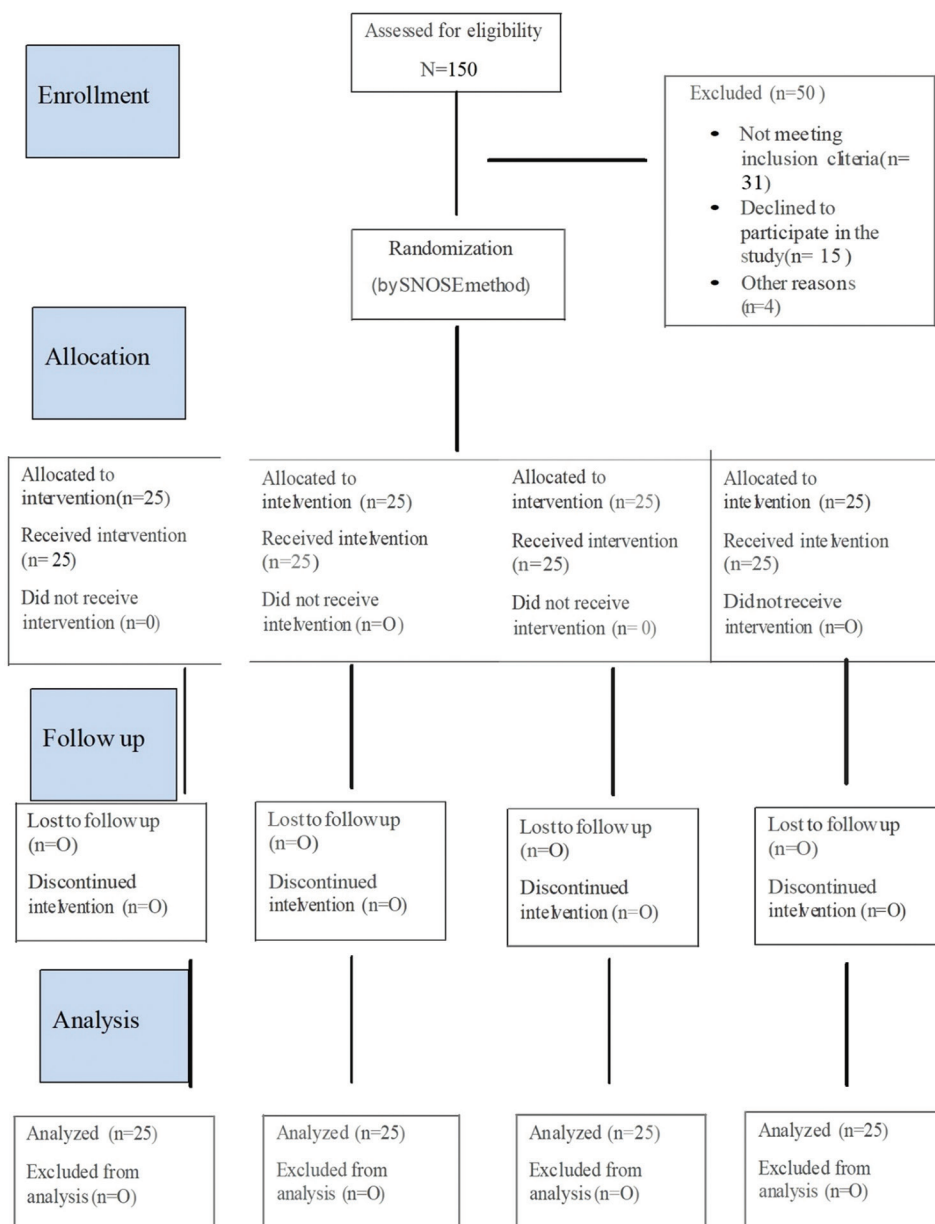 Assessed for eligibility
N=150
Enrollment
Excluded (n=50 )
• Not meeting
inclusion cliteria(n=
31)
• Declined to
participate in the
study(n= 15 )
• Other reasons
(n=4)
Randomization
(by SNOSE method)
Allocation
Allocated to
intervention(n=25)
Received intervention
(n= 25)
Did not receive
intervention (n=0)
Allocated to
intelvention (n=25)
Received intelvention
(n=25)
Did not receive
intelvention (n=O)
Allocated to
intervention (n=25)
Received intervention
(n=25)
Did not receive
intervention (n= 0)
Allocated to
intelvention (n=25)
Received intervention
(n=25)
Did not receive
intervention (n=O)
Follow up
Lost to follow up
(n=O)
Discontinued
intelvention (n=O)
Lost to follow up
(n=O)
Discontinued
intelvention (n=O)
Lost to follow up
(n=O)
Discontinued
intelvention (n=O)
Lost to follow up
(n=O)
Discontinued
intelvention (n=O)
Analysis
Analyzed (n=25)
Excluded from
analysis (n=O)
Analyzed (n=25)
Excluded from
analysis (n=O)
Analyzed (n=25)
Excluded from
analysis (n=O)
Analyzed (n=25)
Excluded from
analysis (n=O)